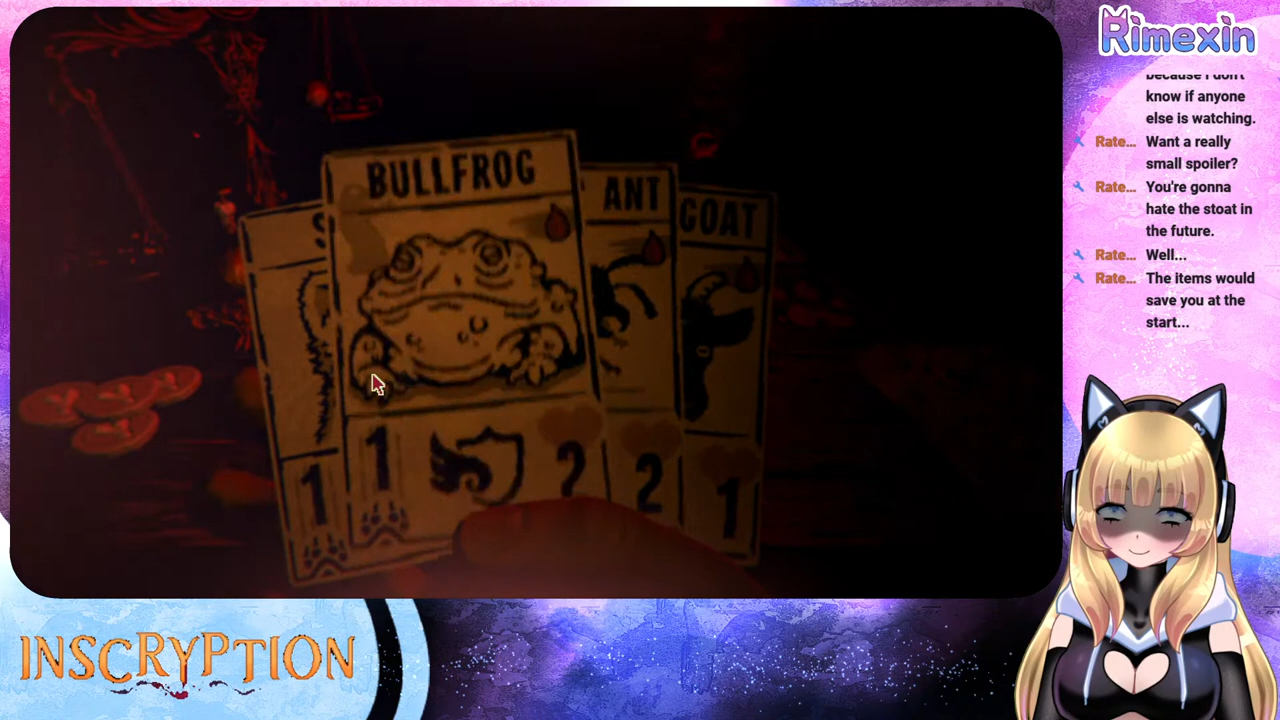 Rimexin
because I don't
know if anyone
else is watching.
Rate... Want a really
small spoiler?
Rate... You're gonna
hate the stoat in
the future.
Rate... Well...
Rate... The items would
save you at the
start...
S
BULLFROG
ANT
GOAT
1
1 2
2
1
INSCRYPTION